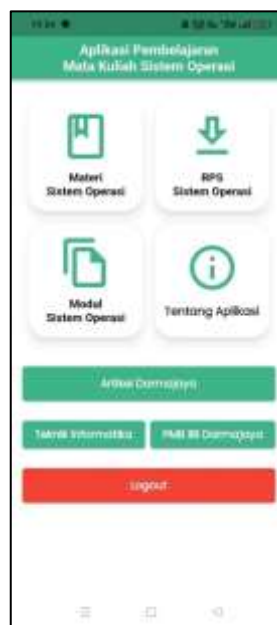 Aplikasi Pembelajaran
Mata Kuliah Sistem Operasi
Materi
Sistem Operasi
RPS
Sistem Operasi
Modul
Sistem Operasi
Tentang Aplikasi
Artikel Darmajaya
Teknik Informatika
PMB IIB Darmajaya
Logout